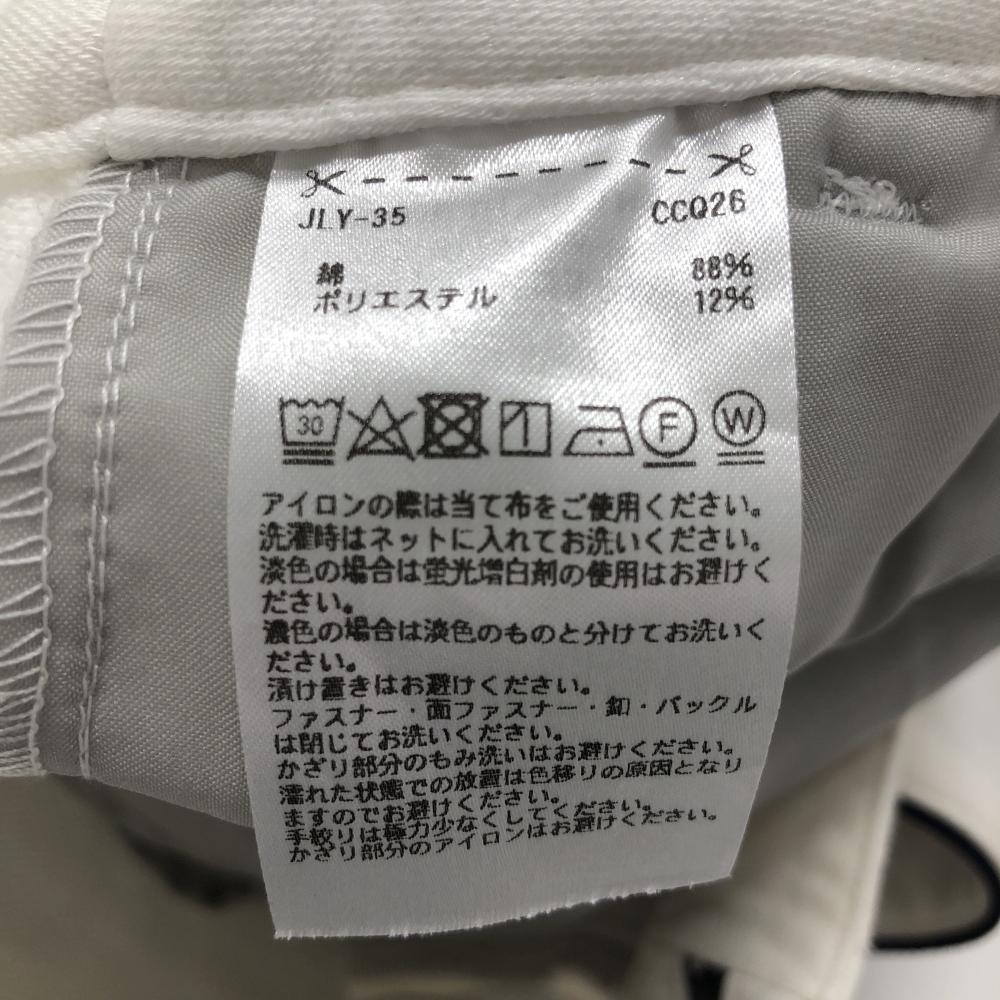 JLY-35 CCQ26
綿 88%
ポリエステル 12%
30 F W
アイロンの際は当て布をご使用ください。
洗濯時はネットに入れてお洗いください。
淡色の場合は蛍光増白剤の使用はお避けく
ださい。
濃色の場合は淡色のものと分けてお洗いく
ださい。
漬け置きはお避けください。
ファスナー・面ファスナー・釦・バックル
は閉じてお洗いください。
かざり部分のもみ洗いはお避けください。
濡れた状態での放置は色移りの原因となり
ますのでお避けください。
手絞りは極力少なくしてください。
かざり部分のアイロンはお避けください。